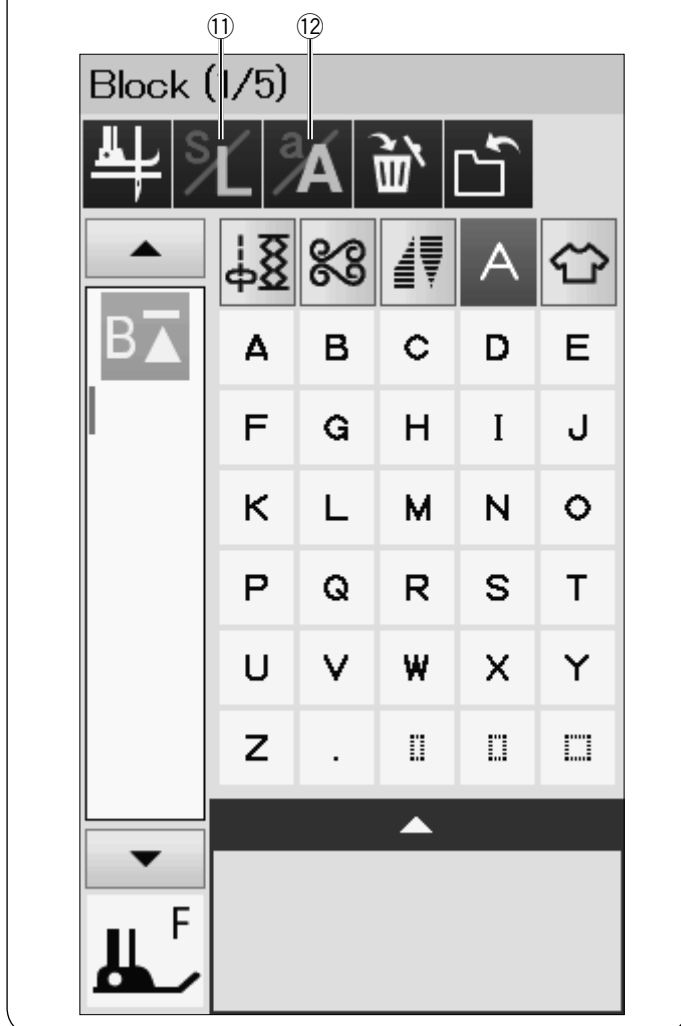 ⑪ ⑫
Block (1/5)
S/L a/A
A
B
A B C D E
F G H I J
K L M N O
P Q R S T
U V W X Y
Z .
F